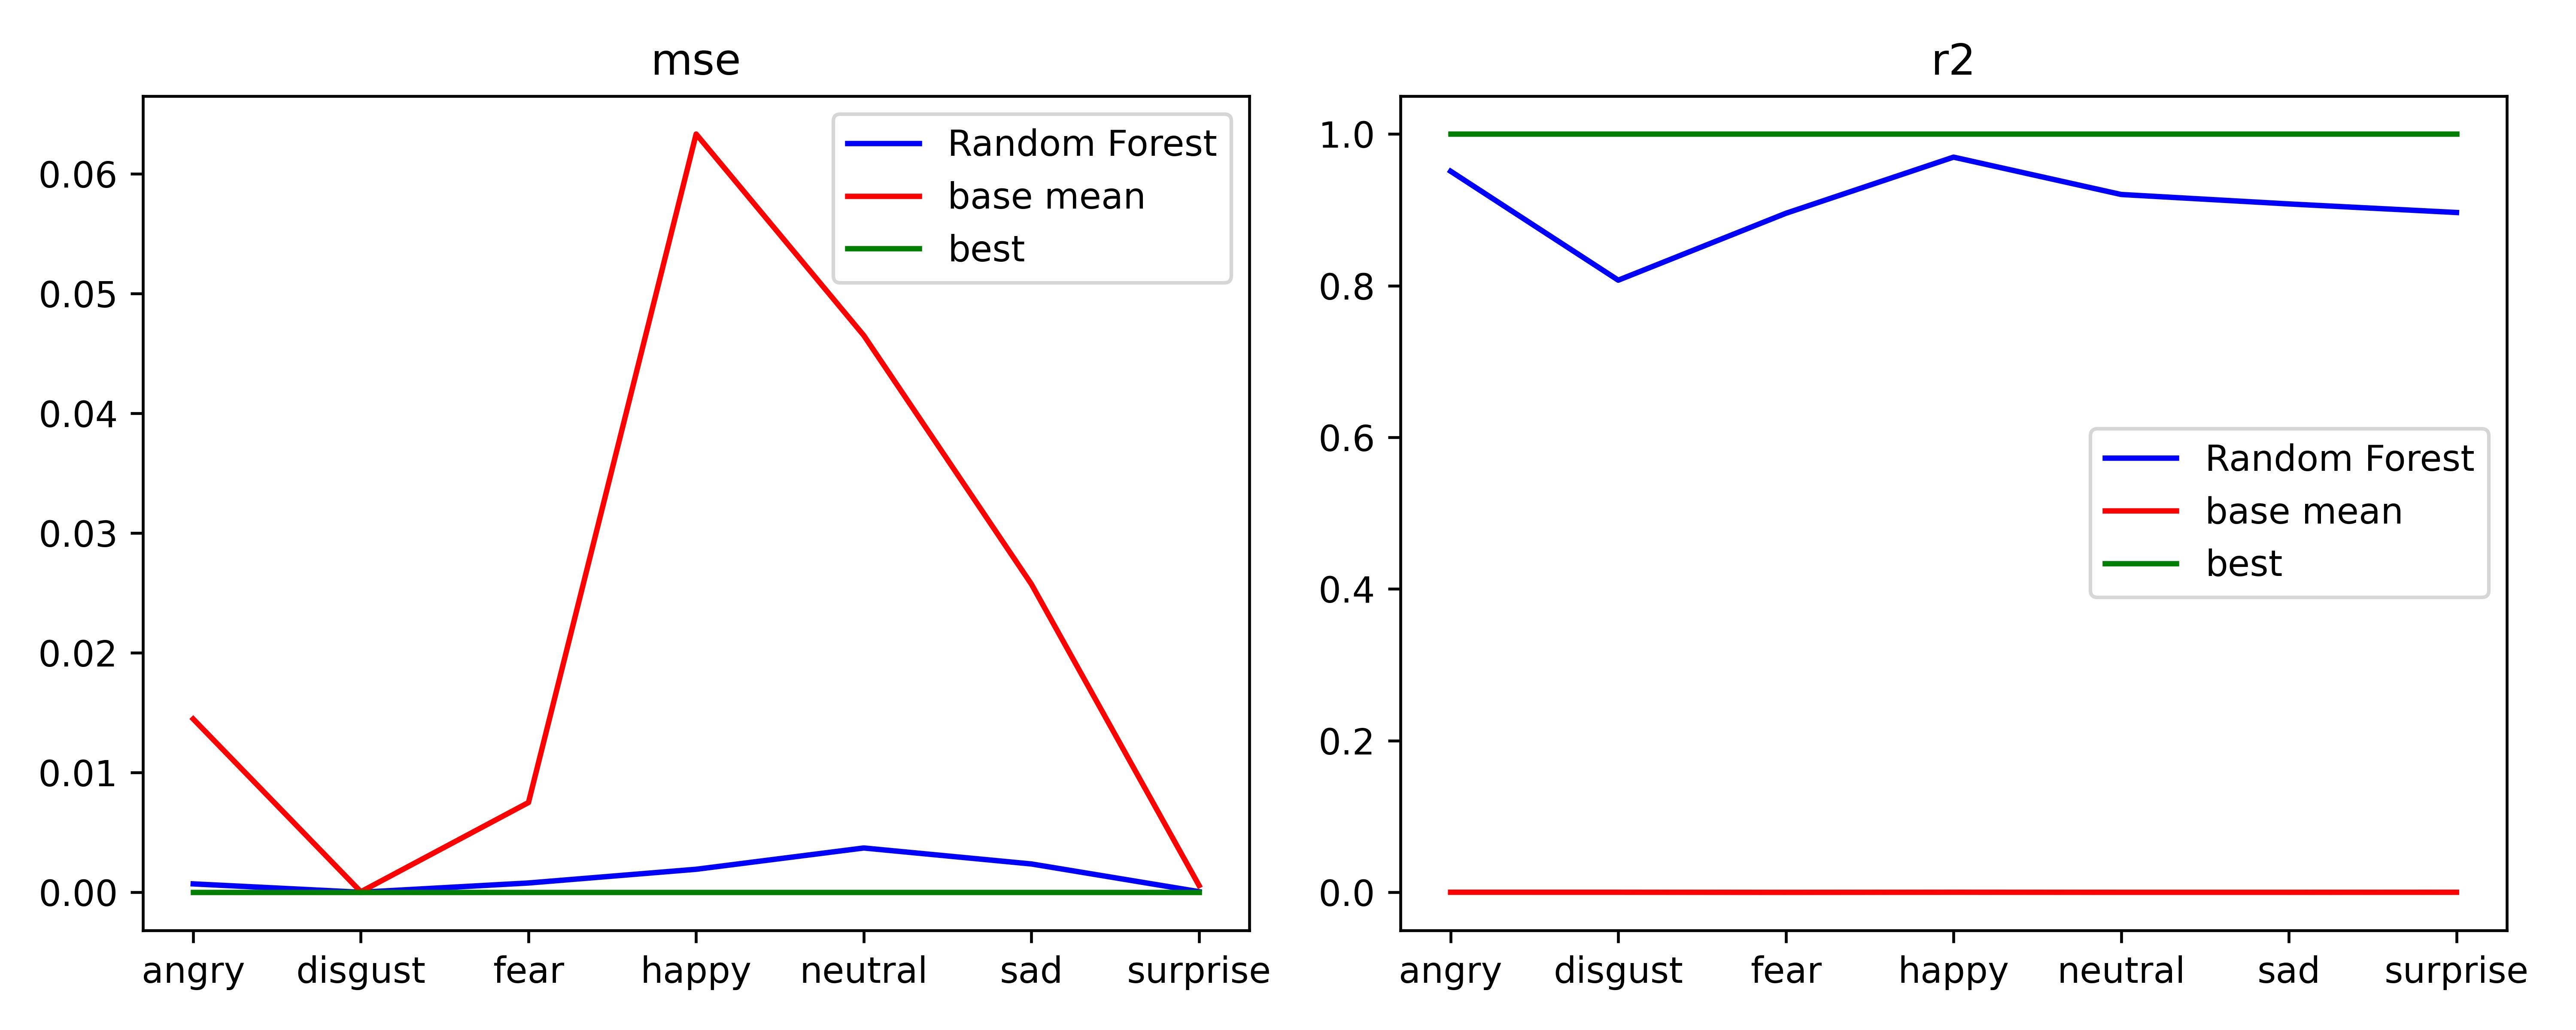 mse
Random Forest
base mean
best
0.06
0.05
0.04
0.03
0.02
0.01
0.00
angry disgust fear happy neutral sad surprise
r2
Random Forest
base mean
best
1.0
0.8
0.6
0.4
0.2
0.0
angry disgust fear happy neutral sad surprise